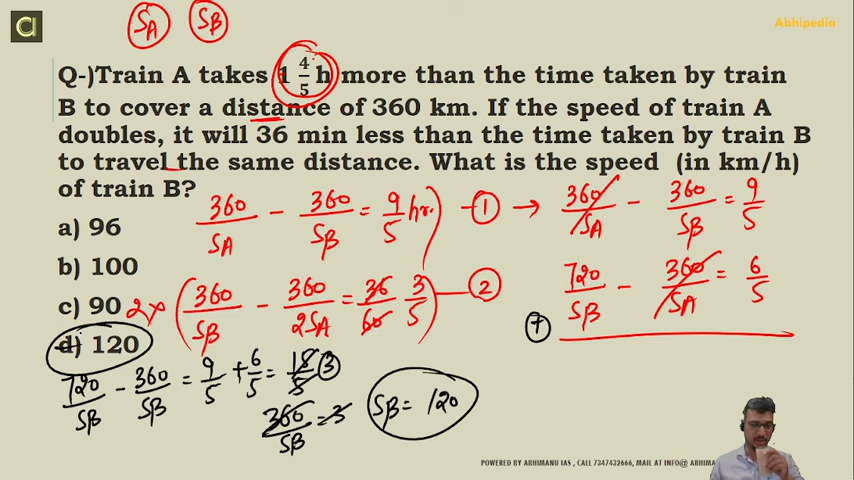 SA SB
Abhipedia
Q-)Train A takes 1 4/5 h more than the time taken by train
B to cover a distance of 360 km. If the speed of train A
doubles, it will 36 min less than the time taken by train B
to travel the same distance. What is the speed (in km/h)
of train B?
a) 96
b) 100
c) 90
d) 120
360/SA - 360/SB = 9/5 hr. ) - 1 →
2x ( 360/SB - 360/2SA = 36/60 3/5 ) - 2
360/SA - 360/SB = 9/5
720/SB - 360/SA = 6/5
+
720/SB - 360/SB = 9/5 + 6/5 = 15/5 3
360/SB = 3
SB = 120
POWERED BY ABHIMANU IAS , CALL 7347432666, MAIL AT INFO@ ABHIMA